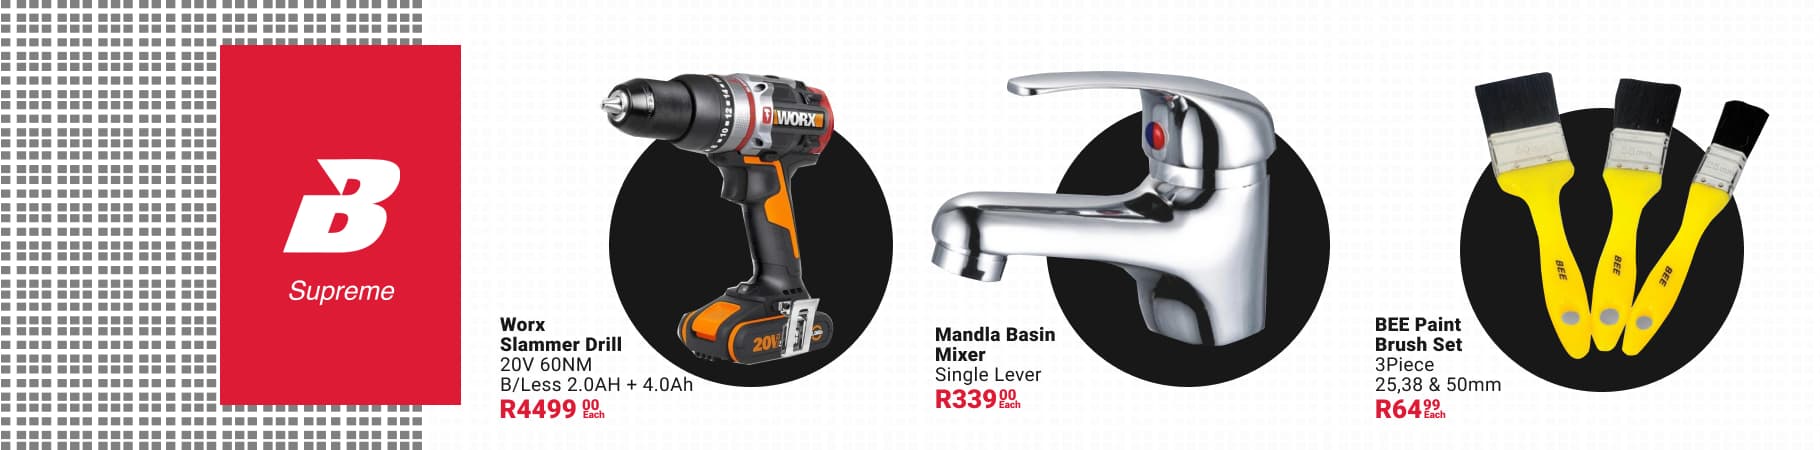 B
Supreme
WORX
20V
Worx
Slammer Drill
20V 60NM
B/Less 2.0AH + 4.0Ah
R4499 00
Each
Mandla Basin
Mixer
Single Lever
R339 00
Each
BEE
BEE
BEE
BEE Paint
Brush Set
3Piece
25,38 & 50mm
R64 99
Each